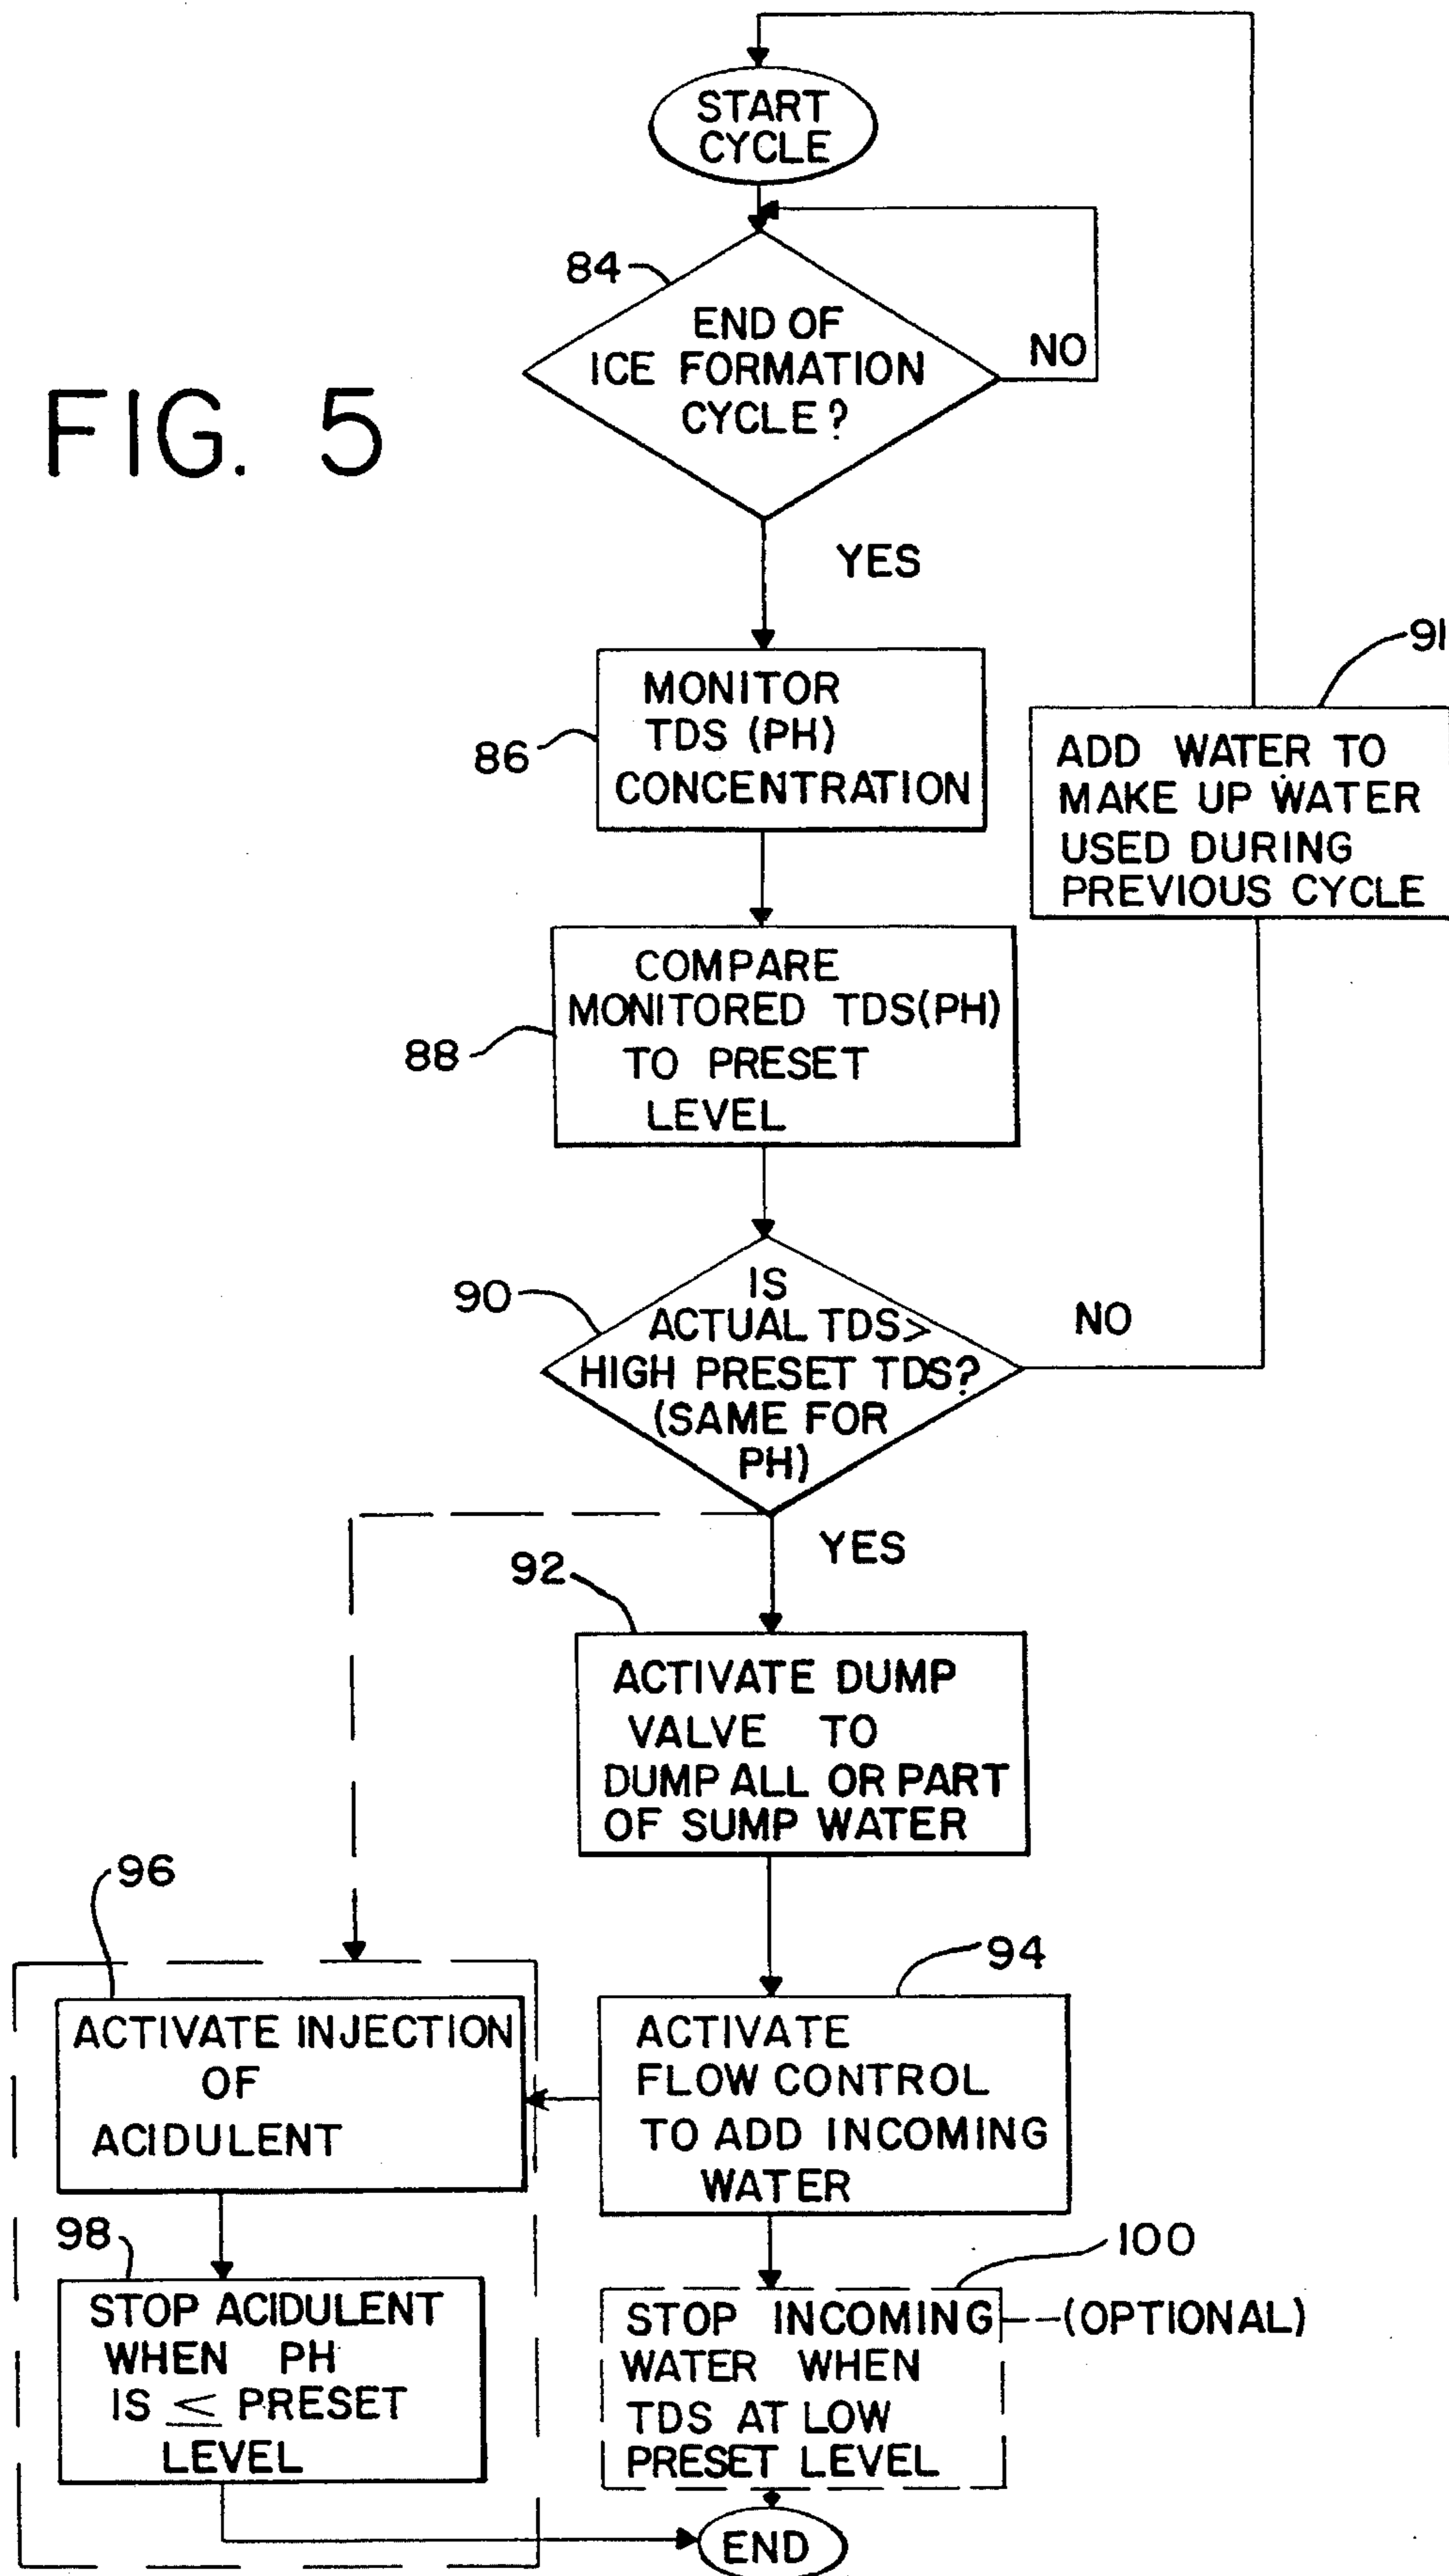 START
CYCLE
84
END OF
ICE FORMATION
CYCLE?
NO
FIG. 5
YES
91
MONITOR
TDS (PH)
CONCENTRATION
86
ADD WATER TO
MAKE UP WATER
USED DURING
PREVIOUS CYCLE
COMPARE
MONITORED TDS(PH)
TO PRESET
LEVEL
88
90
IS
ACTUAL TDS>
HIGH PRESET TDS?
(SAME FOR
PH)
NO
YES
92
ACTIVATE DUMP
VALVE TO
DUMP ALL OR PART
OF SUMP WATER
96
94
ACTIVATE INJECTION
OF
ACIDULENT
ACTIVATE
FLOW CONTROL
TO ADD INCOMING
WATER
98
100
STOP ACIDULENT
WHEN PH
IS ≤ PRESET
LEVEL
STOP INCOMING
WATER WHEN
TDS AT LOW
PRESET LEVEL
(OPTIONAL)
END